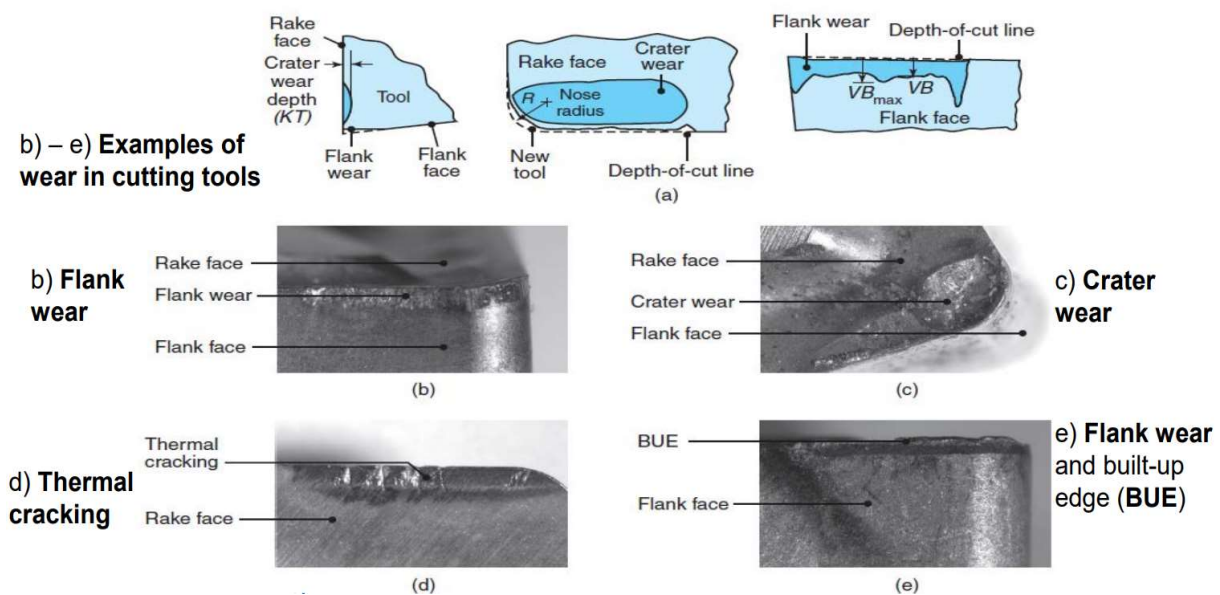 Rake
face
Crater
wear
depth
(KT)
Tool
Flank
wear
Flank
face
Rake face
Crater
wear
R
Nose
radius
New
tool
Depth-of-cut line
(a)
Flank wear
Depth-of-cut line
VBmax
VB
Flank face
b) – e) Examples of
wear in cutting tools
b) Flank
wear
Rake face
Flank wear
Flank face
(b)
Rake face
Crater wear
Flank face
(c)
c) Crater
wear
d) Thermal
cracking
Thermal
cracking
Rake face
(d)
BUE
Flank face
(e)
e) Flank wear
and built-up
edge (BUE)